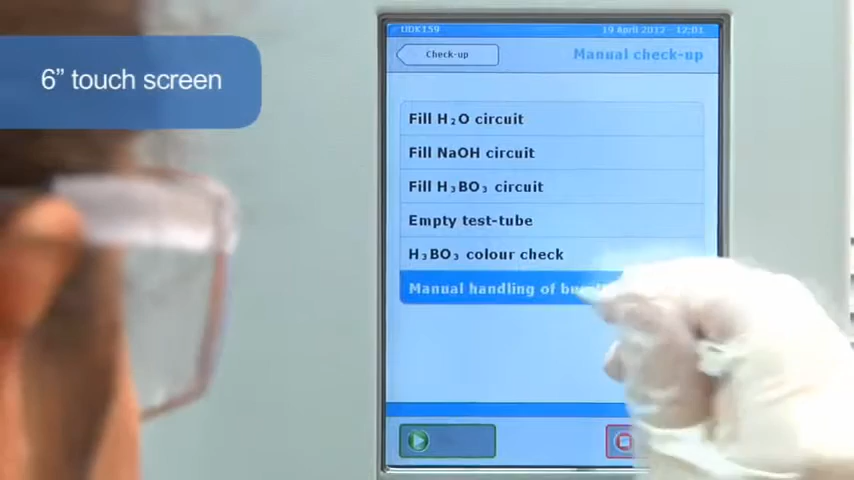 6” touch screen
UDK159
19 April 2012 - 12:01
Check-up
Manual check-up
Fill H₂O circuit
Fill NaOH circuit
Fill H₃BO₃ circuit
Empty test-tube
H₃BO₃ colour check
Manual handling of